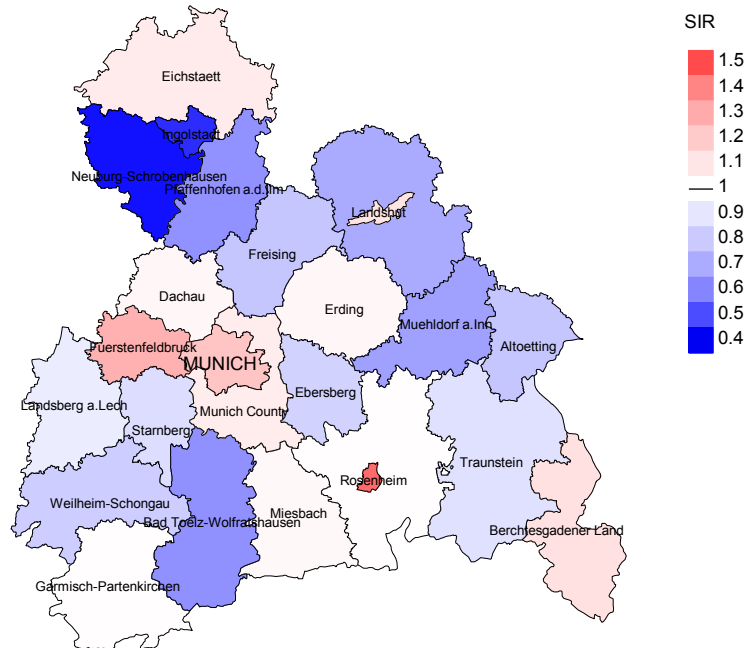 SIR
1.5
1.4
1.3
1.2
1.1
1
0.9
0.8
0.7
0.6
0.5
0.4
Eichstaett
Ingolstadt
Neuburg-Schrobenhausen
Pfaffenhofen a.d.Ilm
Landshut
Freising
Dachau
Erding
Muehldorf a.Inn
Altoetting
Fuerstenfeldbruck
MUNICH
Ebersberg
Landsberg a.Lech
Munich County
Starnberg
Traunstein
Rosenheim
Weilheim-Schongau
Miesbach
Bad Toelz-Wolfratshausen
Berchtesgadener Land
Garmisch-Partenkirchen